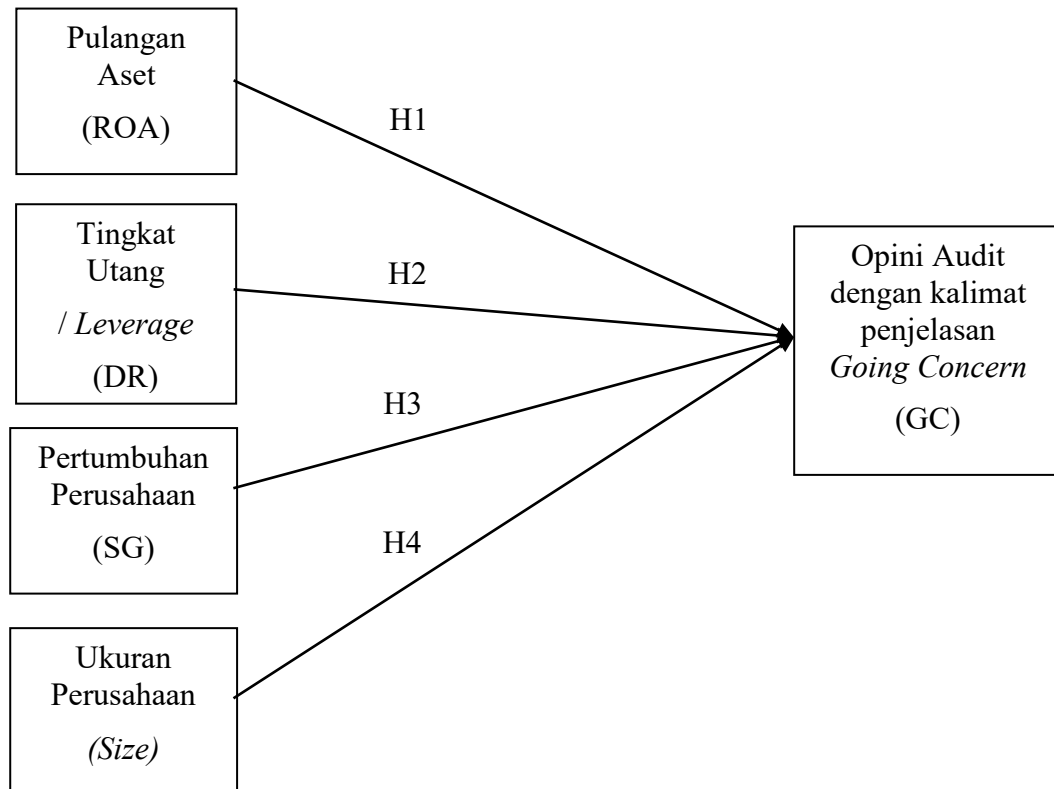 Pulangan
Aset
(ROA)
H1
Tingkat
Utang
/ Leverage
(DR)
H2
Opini Audit
dengan kalimat
penjelasan
Going Concern
(GC)
H3
Pertumbuhan
Perusahaan
(SG)
H4
Ukuran
Perusahaan
(Size)